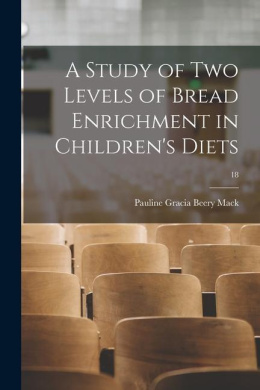 A Study of Two
Levels of Bread
Enrichment in
Children's Diets
18
Pauline Gracia Beery Mack